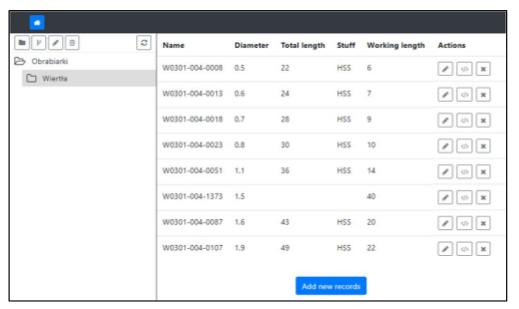 Name Diameter Total length Stuff Working length Actions
Obrabiarki
Wiertła
W0301-004-0008 0.5 22 HSS 6
W0301-004-0013 0.6 24 HSS 7
W0301-004-0018 0.7 28 HSS 9
W0301-004-0023 0.8 30 HSS 10
W0301-004-0051 1.1 36 HSS 14
W0301-004-1373 1.5 40
W0301-004-0087 1.6 43 HSS 20
W0301-004-0107 1.9 49 HSS 22
Add new records